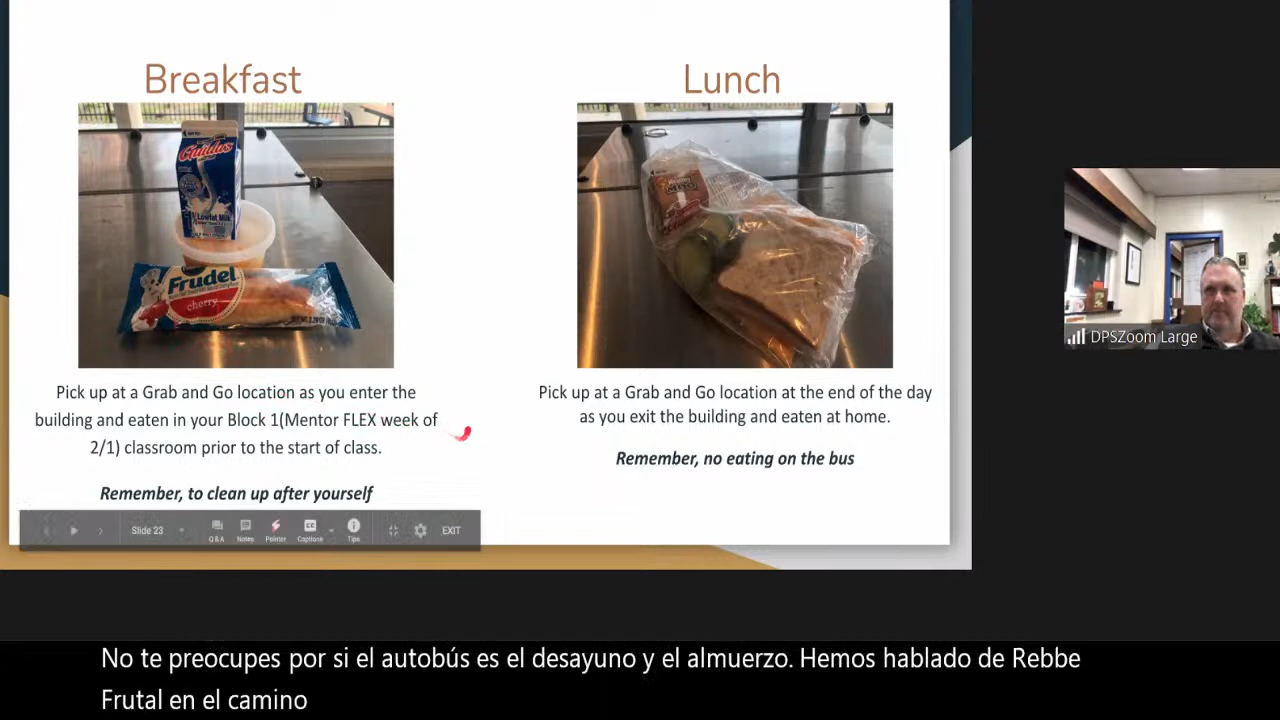 Breakfast
Lunch
Guidas
Lowfat Milk
Frudel
cherry
Pick up at a Grab and Go location as you enter the
building and eaten in your Block 1(Mentor FLEX week of
2/1) classroom prior to the start of class.
Remember, to clean up after yourself
Pick up at a Grab and Go location at the end of the day
as you exit the building and eaten at home.
Remember, no eating on the bus
DPSZoom Large
Slide 23
Q&A
Notes
Pointer
Captions
Tips
EXIT
No te preocupes por si el autobús es el desayuno y el almuerzo. Hemos hablado de Rebbe
Frutal en el camino